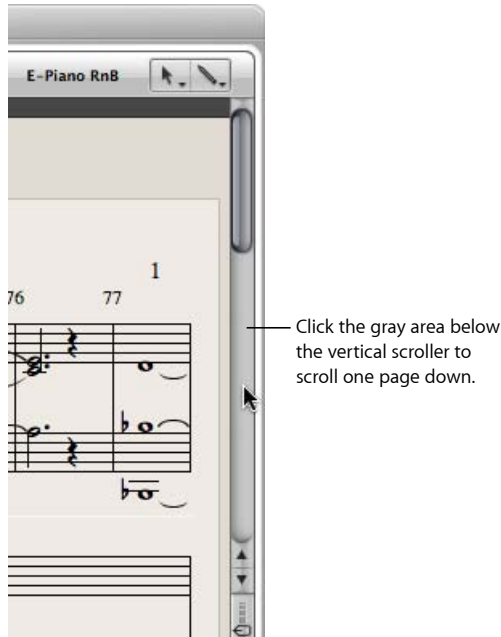 E-Piano RnB
1
76 77
Click the gray area below
the vertical scroller to
scroll one page down.